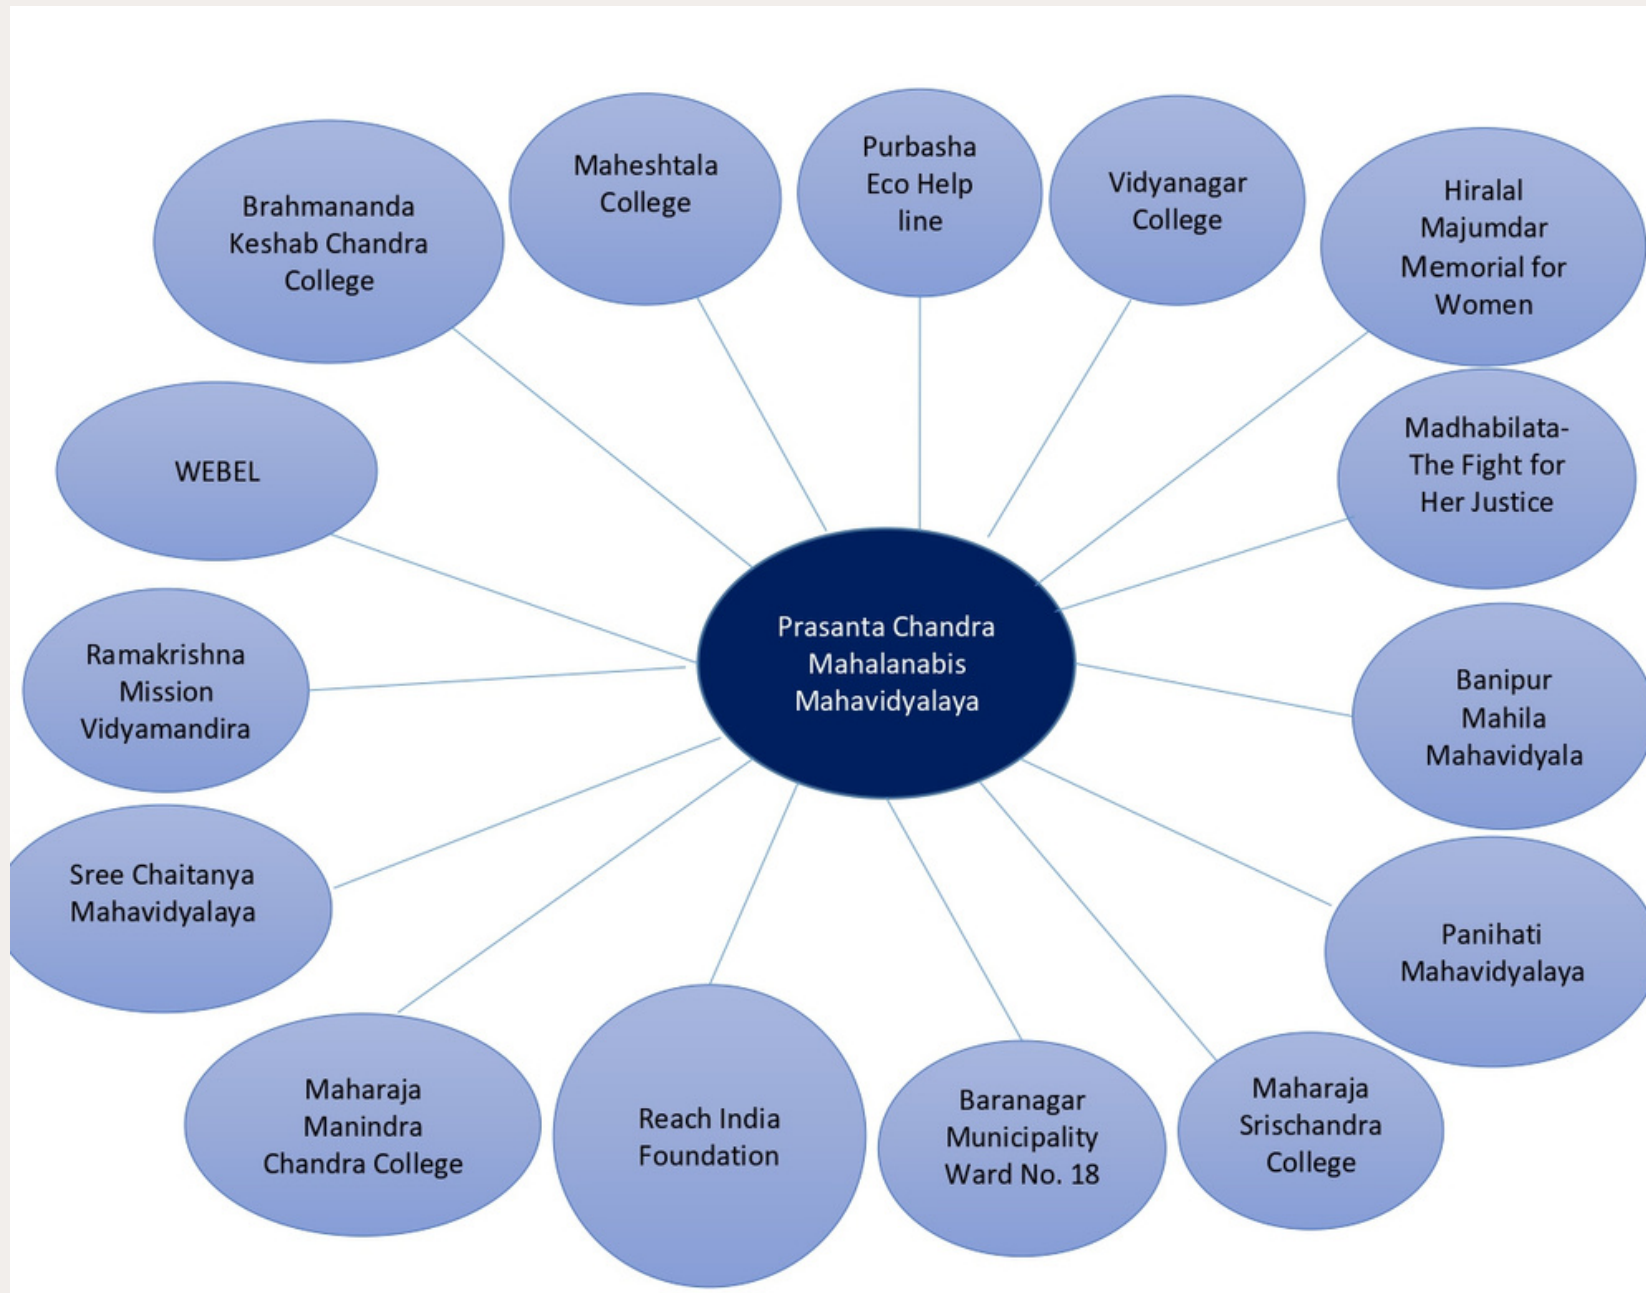 Brahmananda
Keshab Chandra
College
Maheshtala
College
Purbasha
Eco Help
line
Vidyanagar
College
Hiralal
Majumdar
Memorial for
Women
WEBEL
Madhabilata-
The Fight for
Her Justice
Prasanta Chandra
Mahalanabis
Mahavidyalaya
Ramakrishna
Mission
Vidyamandira
Banipur
Mahila
Mahavidyala
Sree Chaitanya
Mahavidyalaya
Panihati
Mahavidyalaya
Maharaja
Manindra
Chandra College
Reach India
Foundation
Baranagar
Municipality
Ward No. 18
Maharaja
Srischandra
College